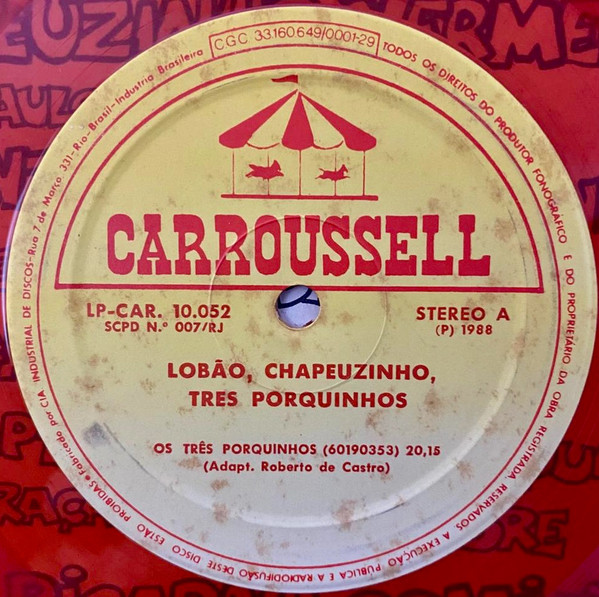 CGC 33.160.649/0001-29
TODOS OS DIREITOS DO PRODUTOR FONOGRÁFICO E DO PROPRIETÁRIO DA OBRA REGISTRADA RESERVADOS A EXECUÇÃO PÚBLICA E A RADIODIFUSÃO DESTE DISCO ESTÃO PROIBIDAS • Fabricado por CIA INDUSTRIAL DE DISCOS-Rua 7 de Março 331-Rio-Brasil-Industria Brasileira
CARROUSSELL
LP-CAR. 10.052
SCPD N.º 007/RJ
STEREO A
(P) 1988
LOBÃO, CHAPEUZINHO,
TRES PORQUINHOS
OS TRÊS PORQUINHOS (60190353) 20,15
(Adapt. Roberto de Castro)